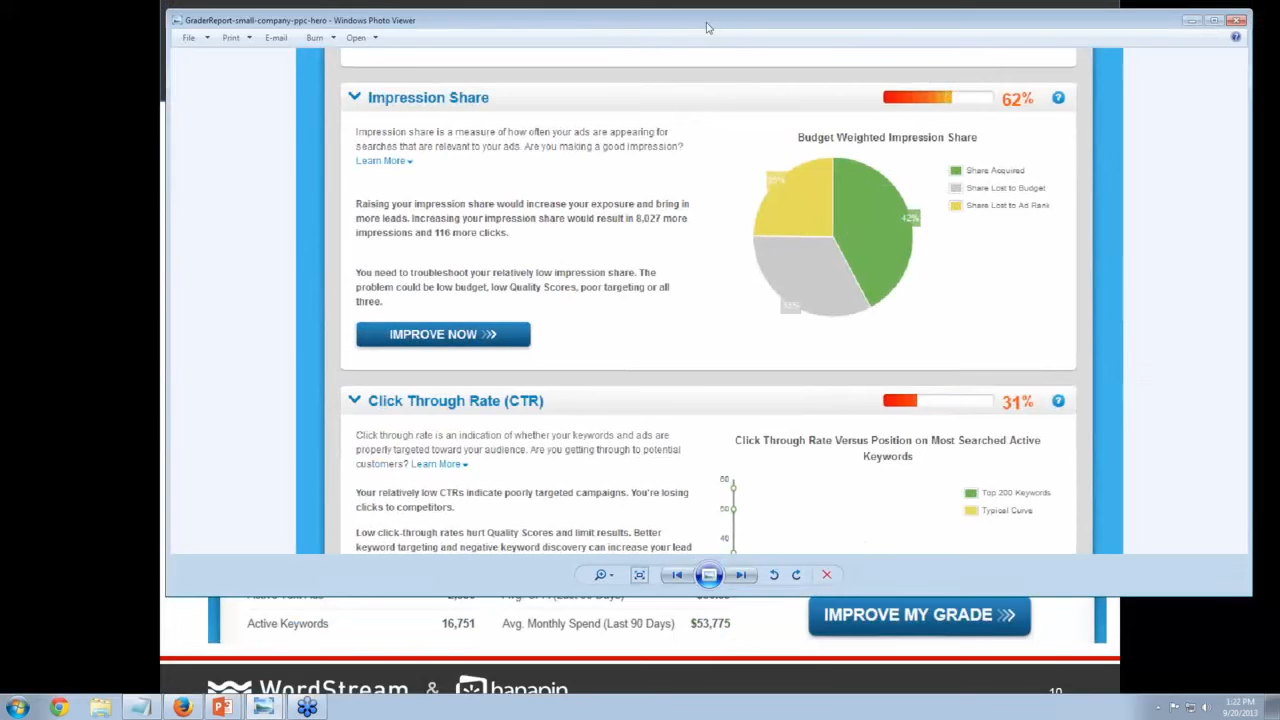 GraderReport-small-company-ppc-hero - Windows Photo Viewer
File Print E-mail Burn Open
Impression Share 62%
Impression share is a measure of how often your ads are appearing for
searches that are relevant to your ads. Are you making a good impression?
Learn More
Raising your impression share would increase your exposure and bring in
more leads. Increasing your impression share would result in 8,027 more
impressions and 116 more clicks.
You need to troubleshoot your relatively low impression share. The
problem could be low budget, low Quality Scores, poor targeting or all
three.
IMPROVE NOW
Budget Weighted Impression Share
Share Acquired
Share Lost to Budget
Share Lost to Ad Rank
42%
Click Through Rate (CTR) 31%
Click through rate is an indication of whether your keywords and ads are
properly targeted toward your audience. Are you getting through to potential
customers? Learn More
Your relatively low CTRs indicate poorly targeted campaigns. You're losing
clicks to competitors.
Low click-through rates hurt Quality Scores and limit results. Better
keyword targeting and negative keyword discovery can increase your lead
Click Through Rate Versus Position on Most Searched Active
Keywords
60
50
40
Top 200 Keywords
Typical Curve
Active Keywords 16,751 Avg. Monthly Spend (Last 90 Days) $53,775
IMPROVE MY GRADE
WordStream & hanapin
1:22 PM
9/20/2013